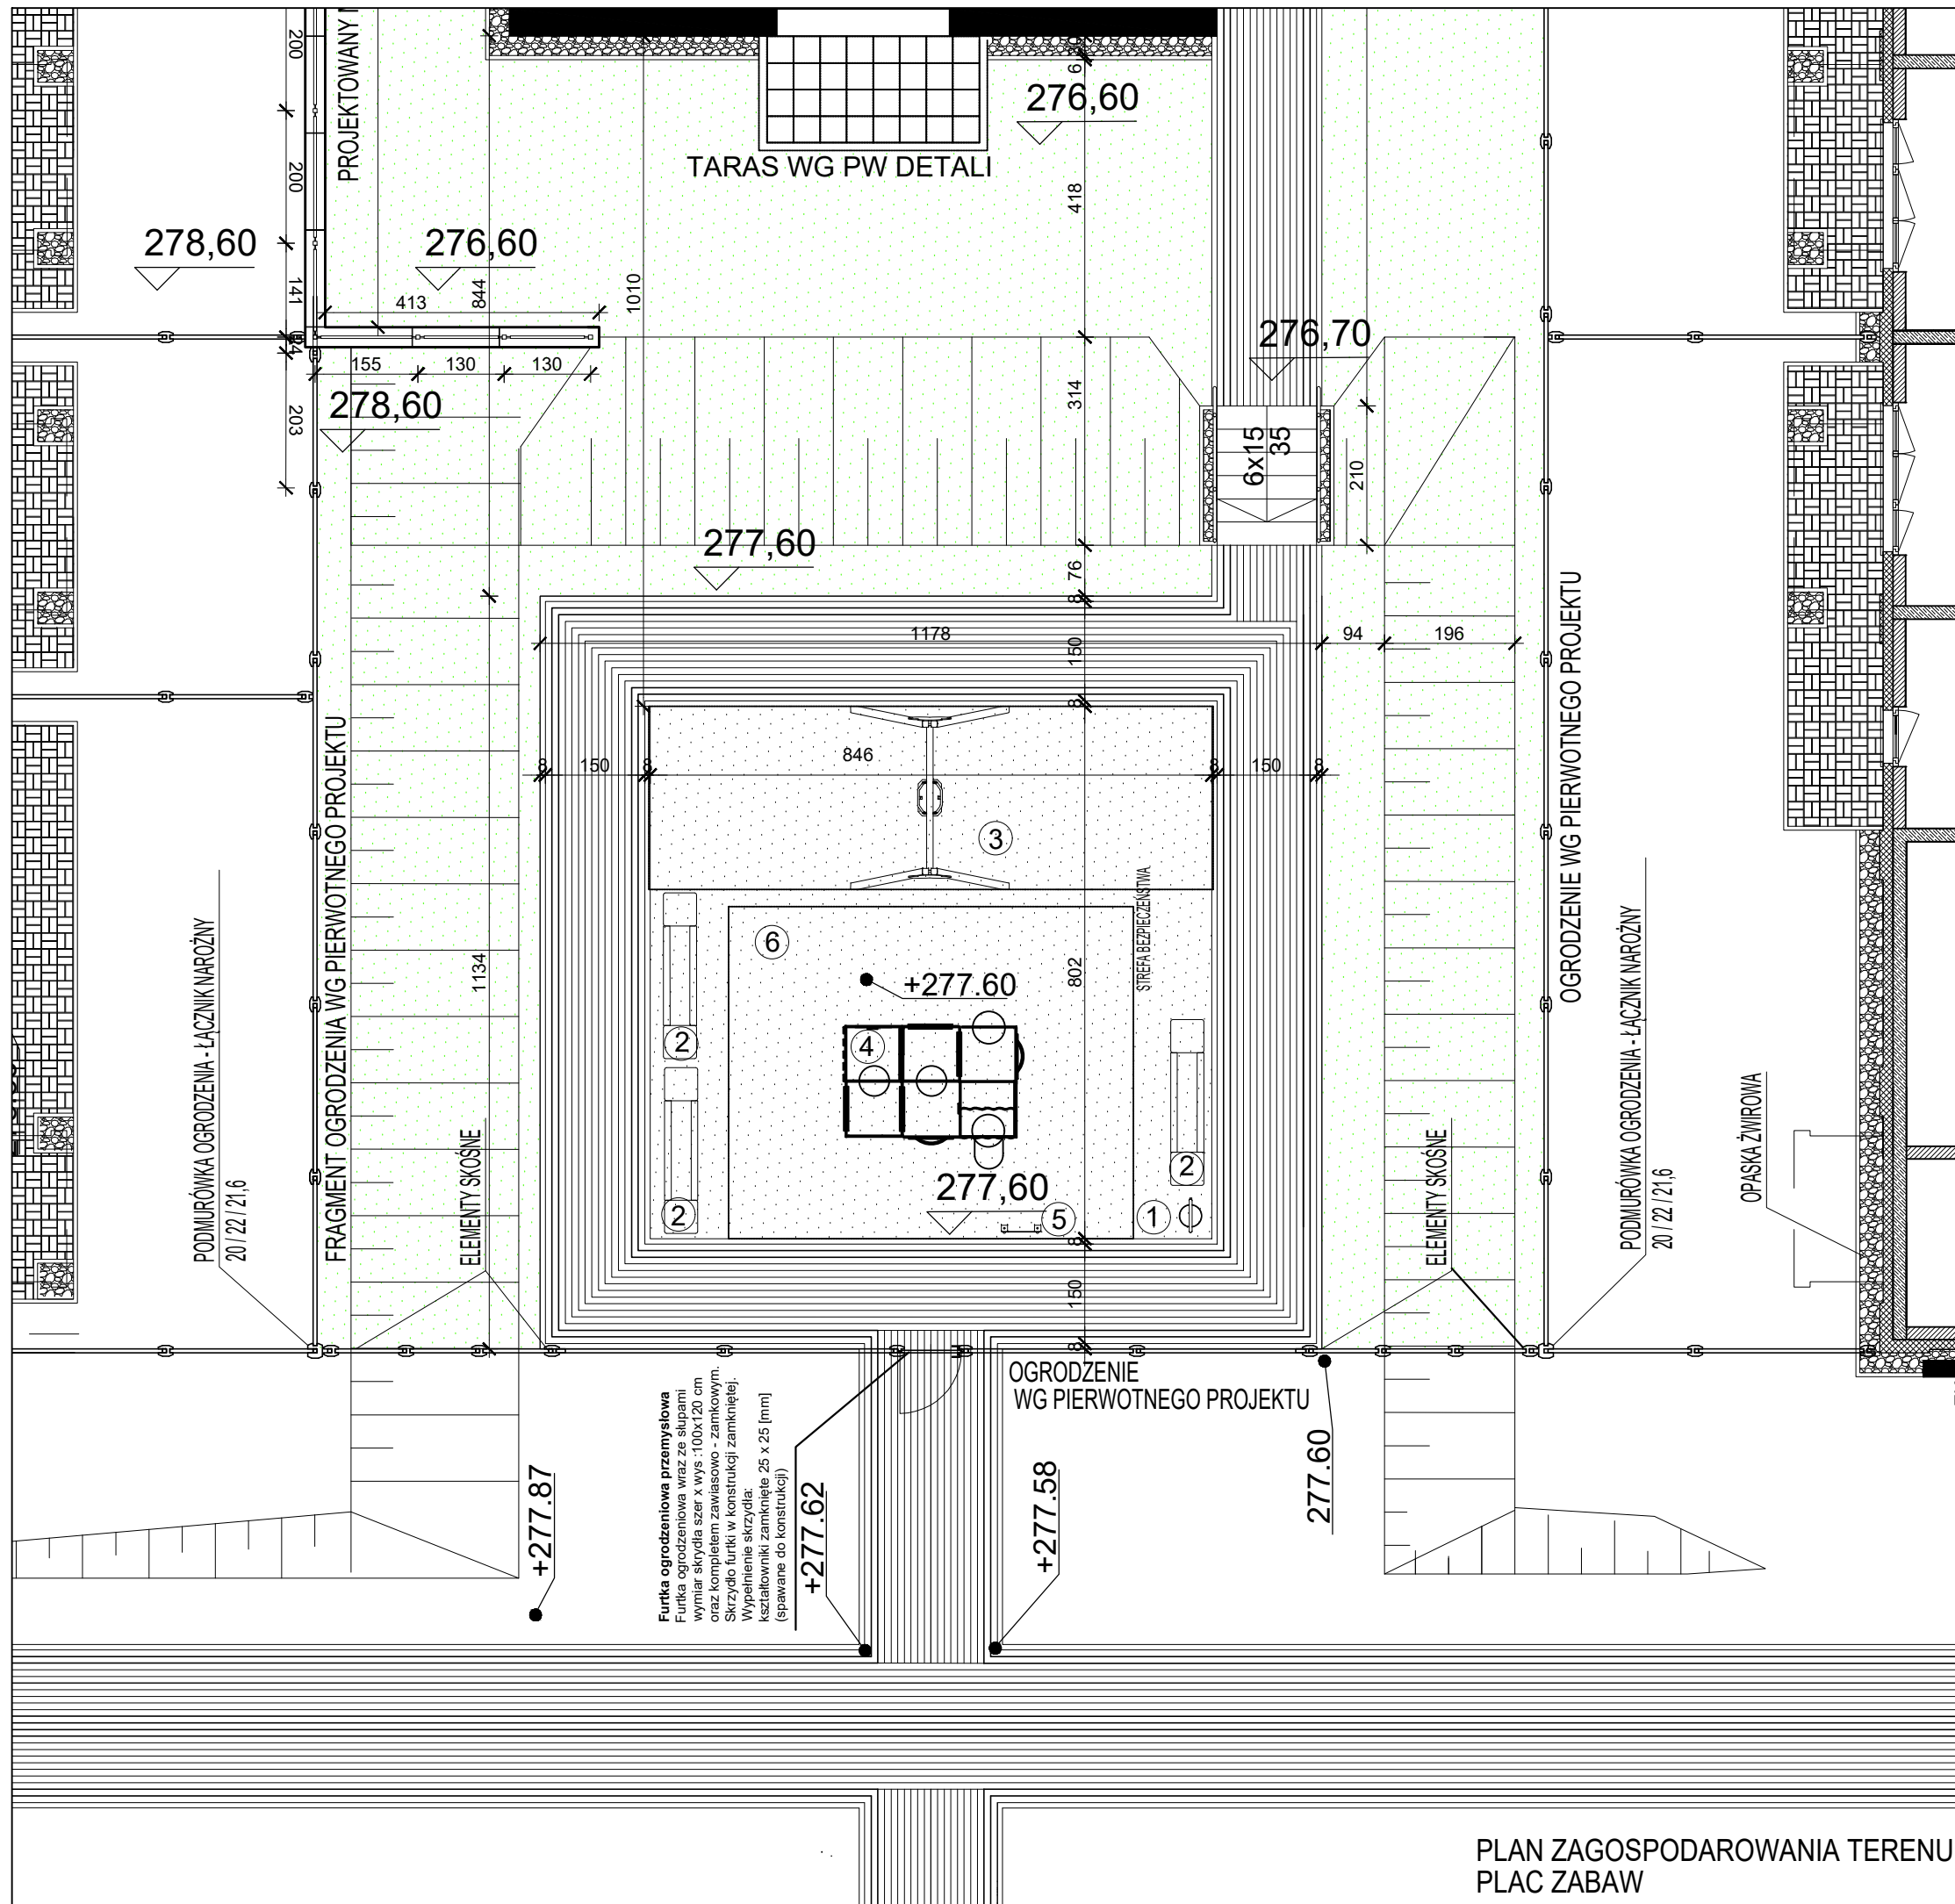 200
PROJEKTOWANY
6
276,60
TARAS WG PW DETALI
200
418
278,60
276,60
141
413
844
1010
276,70
155
130
130
278,60
203
314
6x15
35
210
277,60
76
8
1178
94
196
150
8
8
150
8
846
8
150
8
3
OGRODZENIE WG PIERWOTNEGO PROJEKTU
FRAGMENT OGRODZENIA WG PIERWOTNEGO PROJEKTU
STREFA BEZPIECZEŃSTWA
6
1134
802
+277.60
2
4
2
2
277,60
5
1
PODMURÓWKA OGRODZENIA - ŁĄCZNIK NAROŻNY
20 / 22 / 21,6
ELEMENTY SKOŚNE
ELEMENTY SKOŚNE
PODMURÓWKA OGRODZENIA - ŁĄCZNIK NAROŻNY
20 / 22 / 21,6
OPASKA ŻWIROWA
8
150
8
OGRODZENIE
WG PIERWOTNEGO PROJEKTU
+277.87
Furtka ogrodzeniowa przemysłowa
Furtka ogrodzeniowa wraz ze słupami
wymiar skrydła szer x wys :100x120 cm
oraz kompletem zawiasowo - zamkowym.
Skrzydło furtki w konstrukcji zamkniętej.
Wypełnienie skrzydła:
kształtowniki zamknięte 25 x 25 [mm]
(spawane do konstrukcji)
+277.62
+277.58
277.60
PLAN ZAGOSPODAROWANIA TERENU
PLAC ZABAW